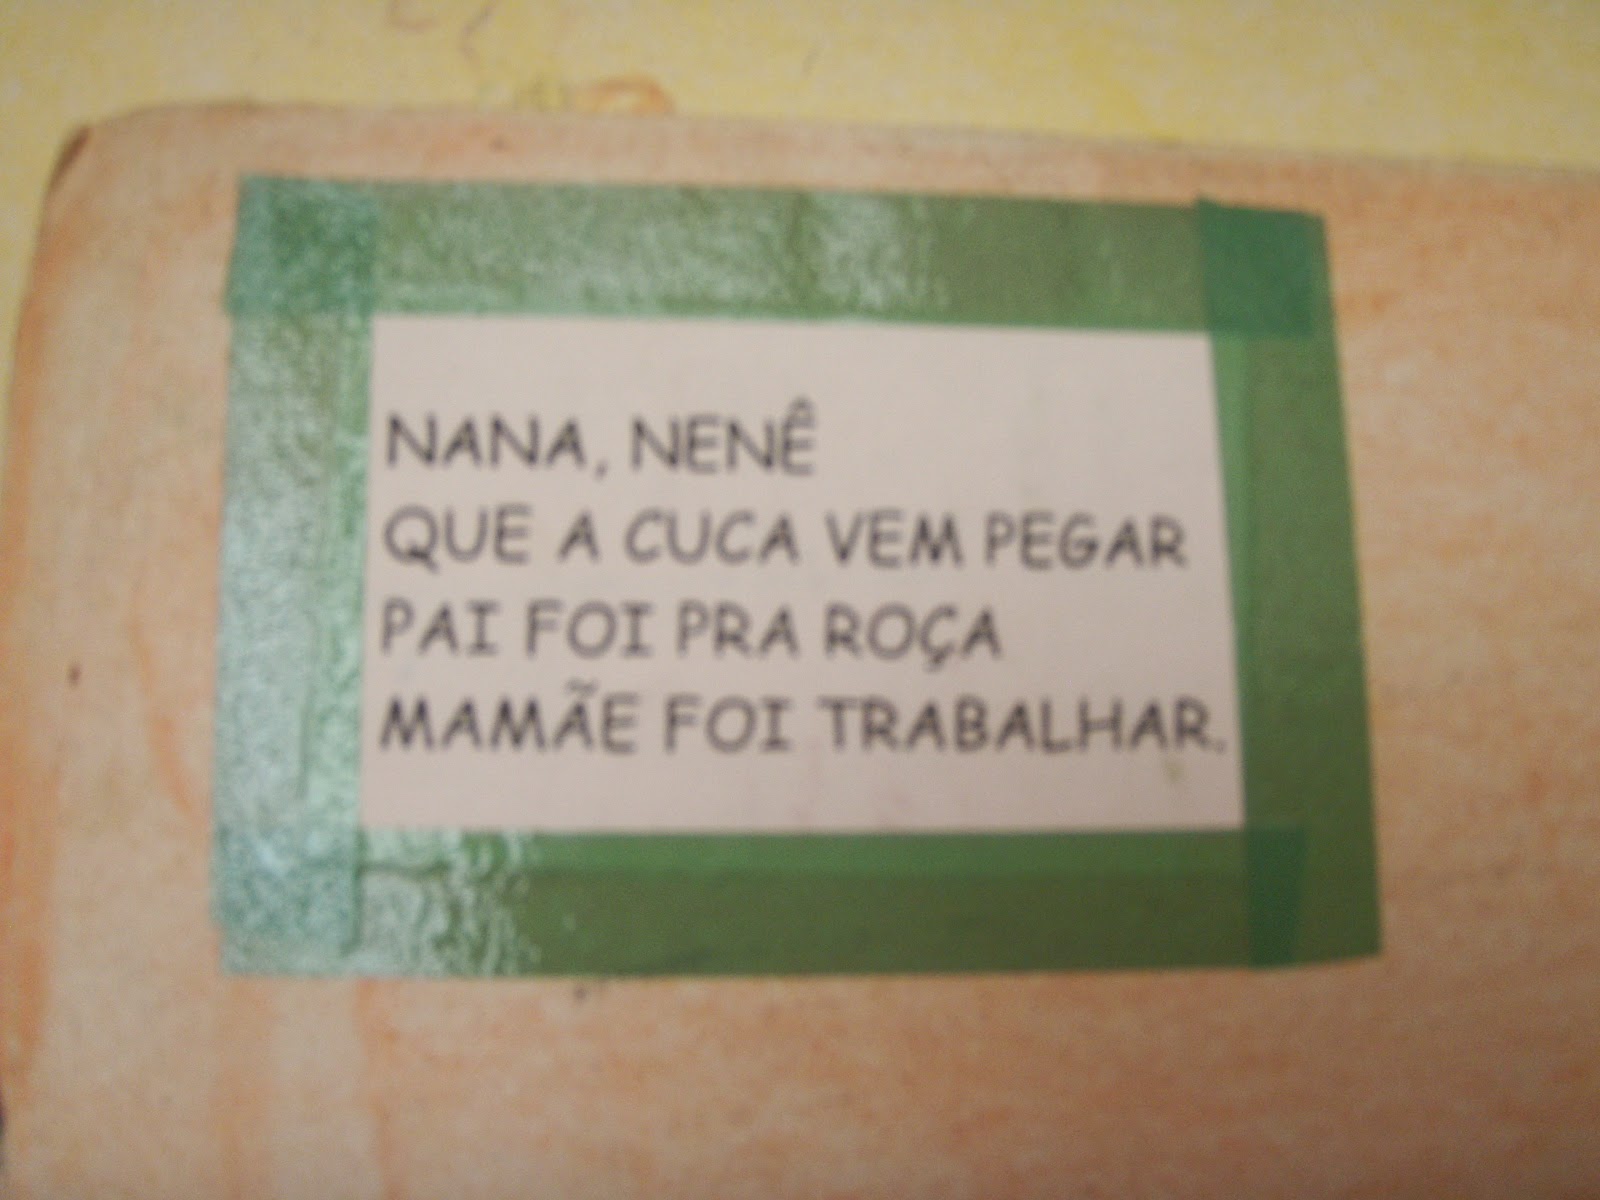 NANA, NENÊ
QUE A CUCA VEM PEGAR
PAI FOI PRA ROÇA
MAMÃE FOI TRABALHAR.